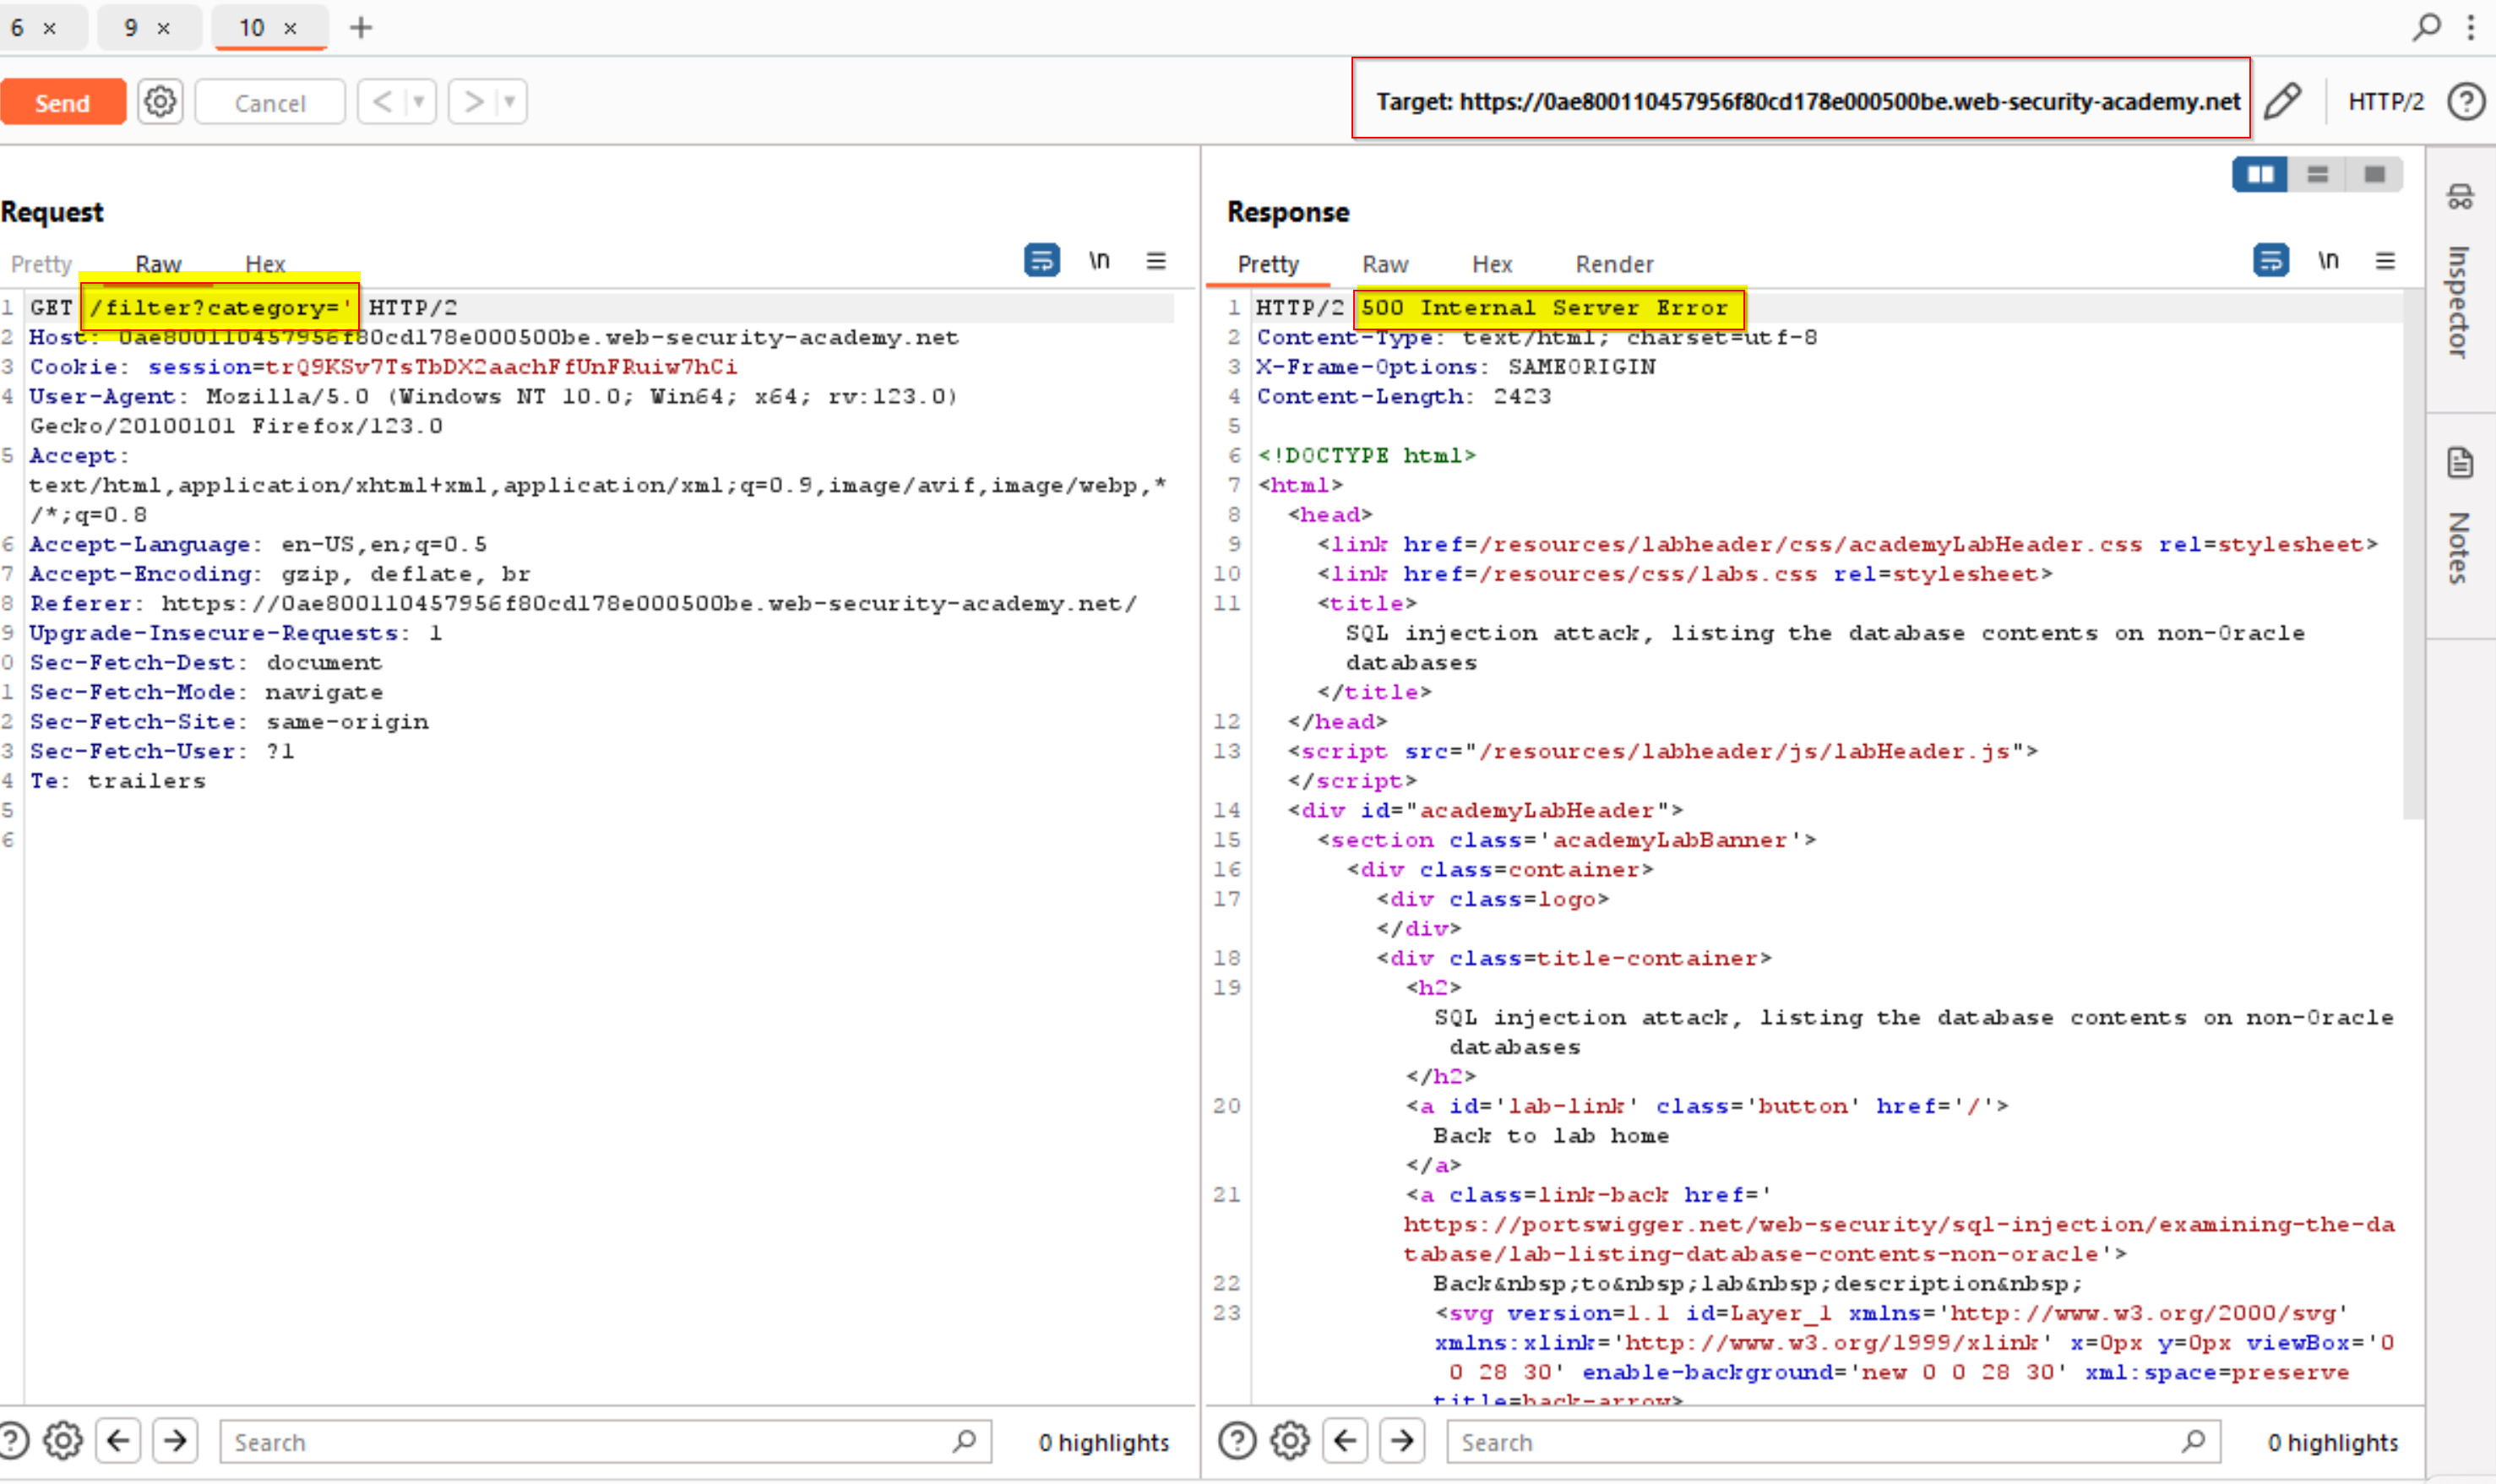 6 × 9 × 10 × +
Send Cancel < > Target: https://0ae800110457956f80cd178e000500be.web-security-academy.net HTTP/2 ?
Request
Pretty Raw Hex \n
1 GET /filter?category=' HTTP/2
2 Host: 0ae800110457956f80cd178e000500be.web-security-academy.net
3 Cookie: session=trQ9KSv7TsTbDX2aachFfUnFRuiw7hCi
4 User-Agent: Mozilla/5.0 (Windows NT 10.0; Win64; x64; rv:123.0)
Gecko/20100101 Firefox/123.0
5 Accept:
text/html,application/xhtml+xml,application/xml;q=0.9,image/avif,image/webp,*
/*;q=0.8
6 Accept-Language: en-US,en;q=0.5
7 Accept-Encoding: gzip, deflate, br
8 Referer: https://0ae800110457956f80cd178e000500be.web-security-academy.net/
9 Upgrade-Insecure-Requests: 1
0 Sec-Fetch-Dest: document
1 Sec-Fetch-Mode: navigate
2 Sec-Fetch-Site: same-origin
3 Sec-Fetch-User: ?1
4 Te: trailers
5
6
? Search 0 highlights
Response
Pretty Raw Hex Render \n
1 HTTP/2 500 Internal Server Error
2 Content-Type: text/html; charset=utf-8
3 X-Frame-Options: SAMEORIGIN
4 Content-Length: 2423
5
6 <!DOCTYPE html>
7 <html>
8 <head>
9 <link href=/resources/labheader/css/academyLabHeader.css rel=stylesheet>
10 <link href=/resources/css/labs.css rel=stylesheet>
11 <title>
SQL injection attack, listing the database contents on non-Oracle
databases
</title>
12 </head>
13 <script src="/resources/labheader/js/labHeader.js">
</script>
14 <div id="academyLabHeader">
15 <section class='academyLabBanner'>
16 <div class=container>
17 <div class=logo>
</div>
18 <div class=title-container>
19 <h2>
SQL injection attack, listing the database contents on non-Oracle
databases
</h2>
20 <a id='lab-link' class='button' href='/'>
Back to lab home
</a>
21 <a class=link-back href='
https://portswigger.net/web-security/sql-injection/examining-the-da
tabase/lab-listing-database-contents-non-oracle'>
22 Back&nbsp;to&nbsp;lab&nbsp;description&nbsp;
23 <svg version=1.1 id=Layer_1 xmlns='http://www.w3.org/2000/svg'
xmlns:xlink='http://www.w3.org/1999/xlink' x=0px y=0px viewBox='0
0 28 30' enable-background='new 0 0 28 30' xml:space=preserve
title=back-arrow>
? Search 0 highlights
Inspector
Notes